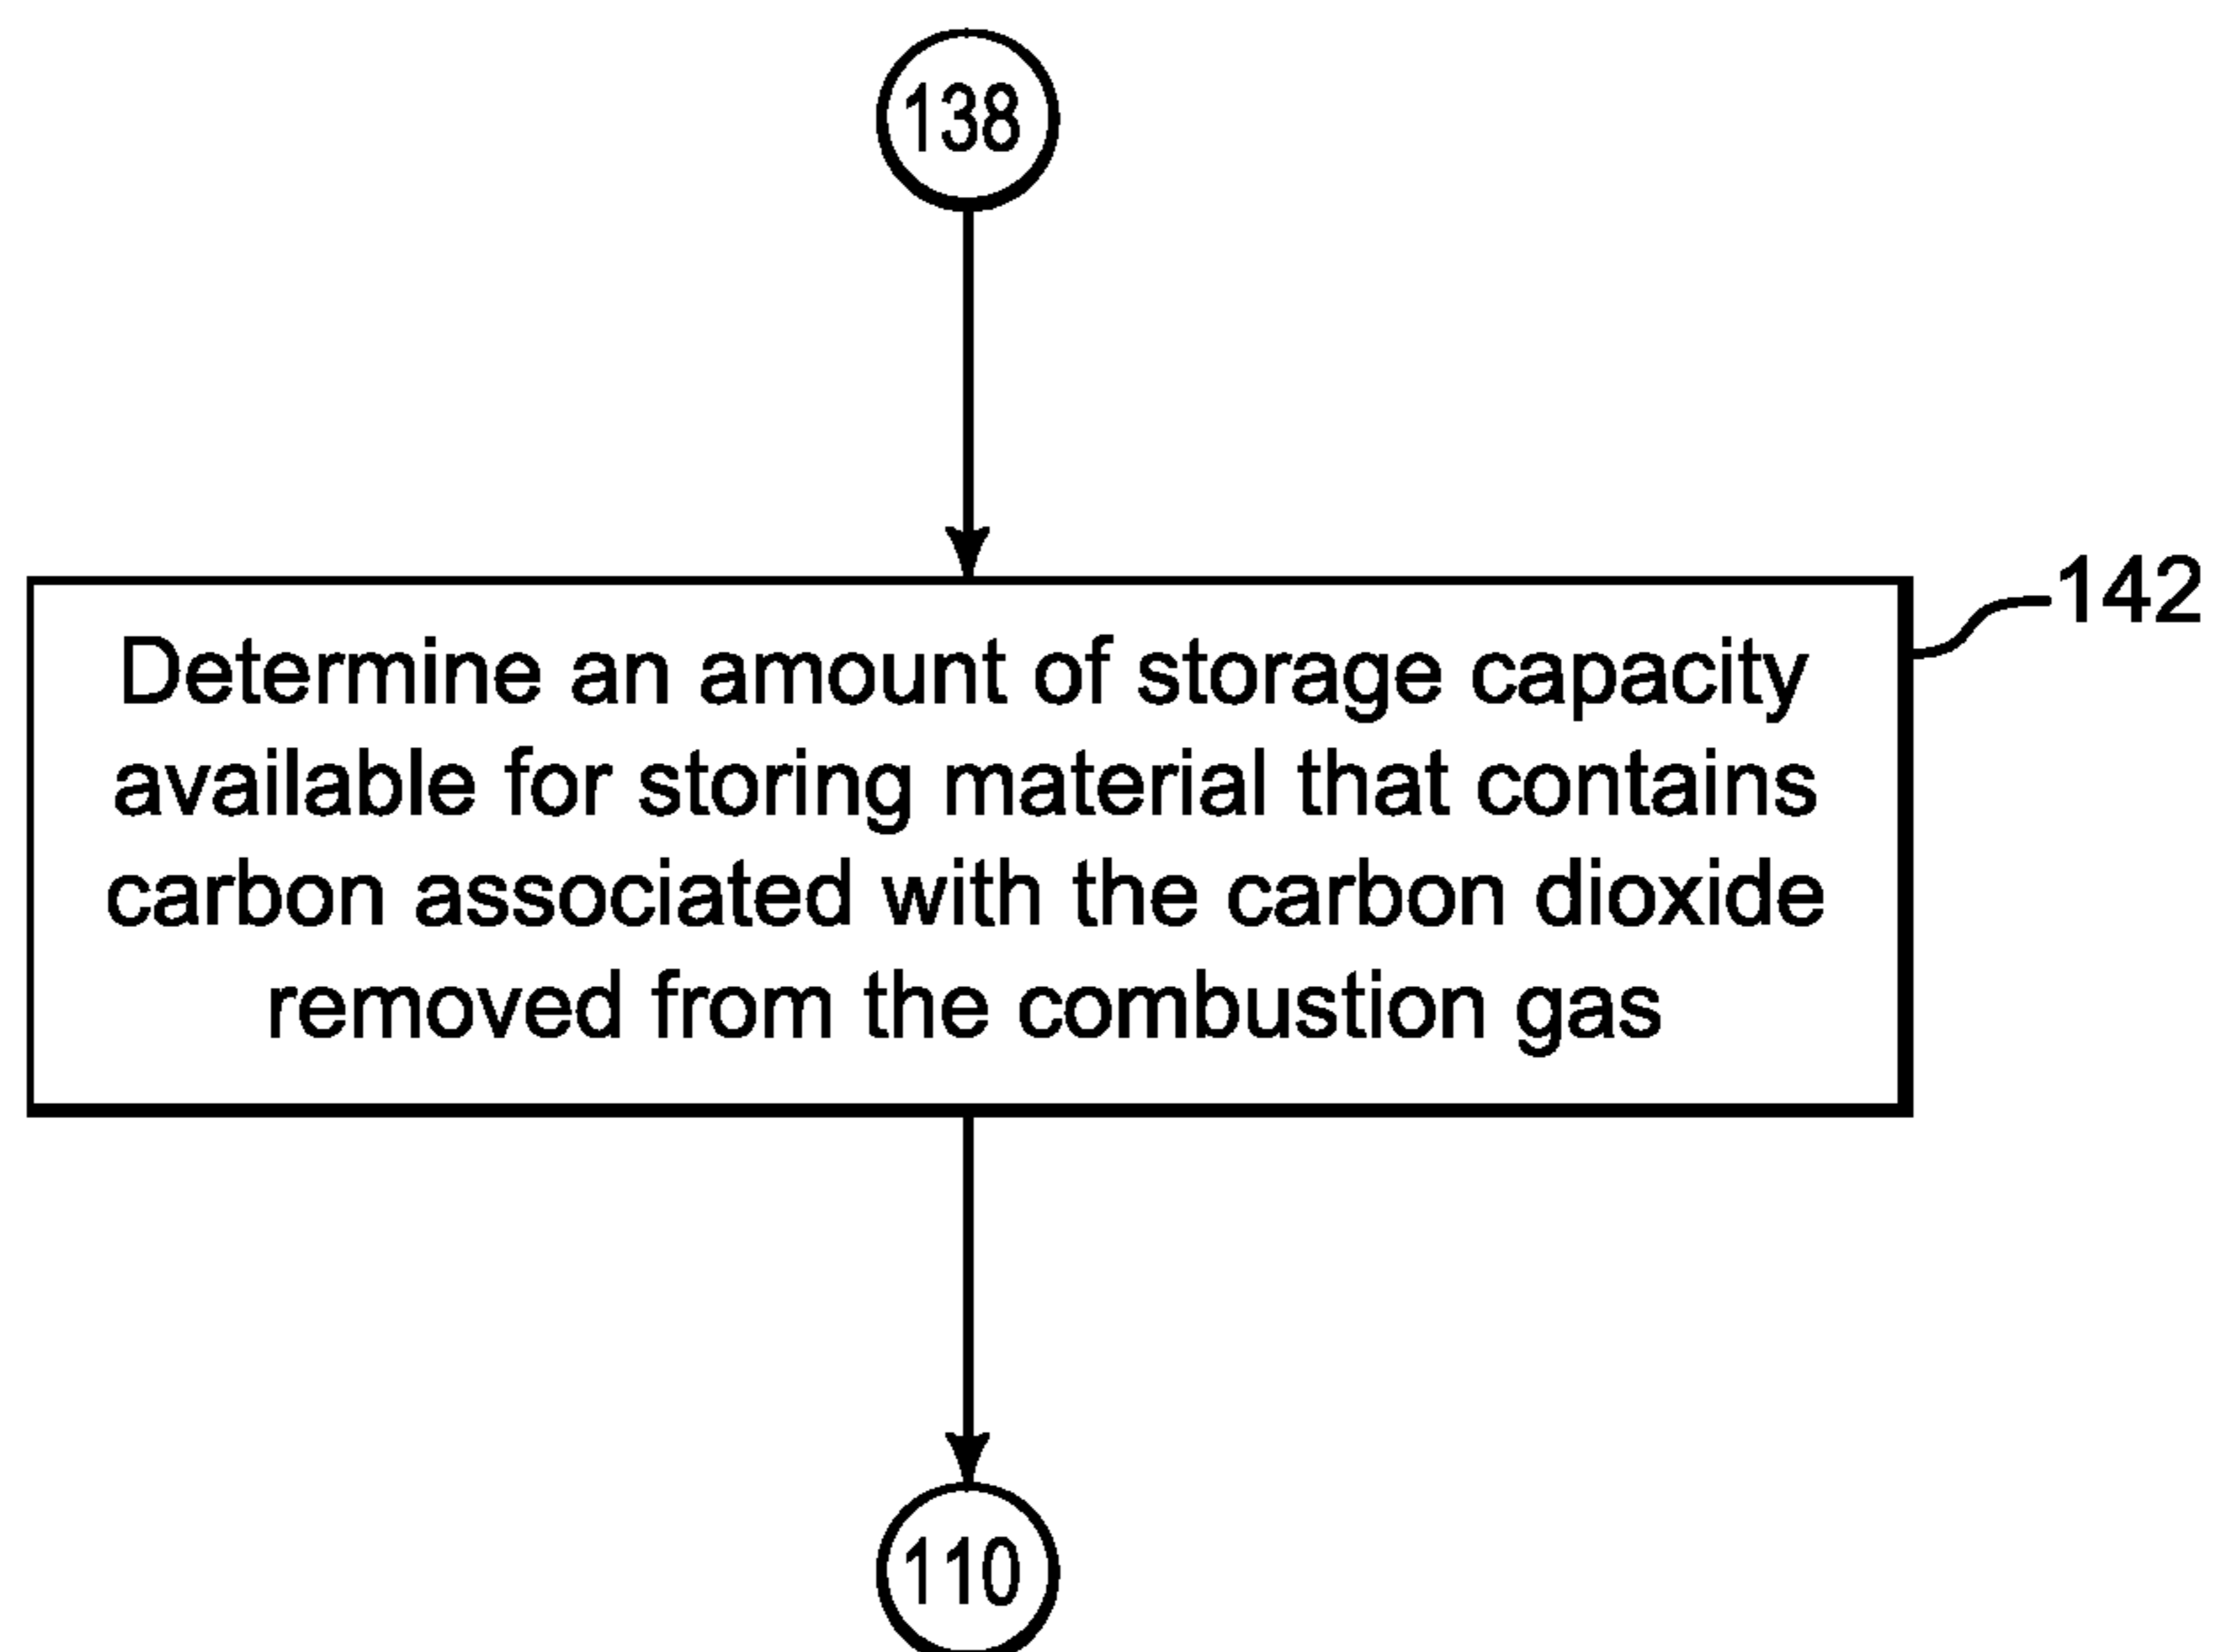 138
142
Determine an amount of storage capacity
available for storing material that contains
carbon associated with the carbon dioxide
removed from the combustion gas
110